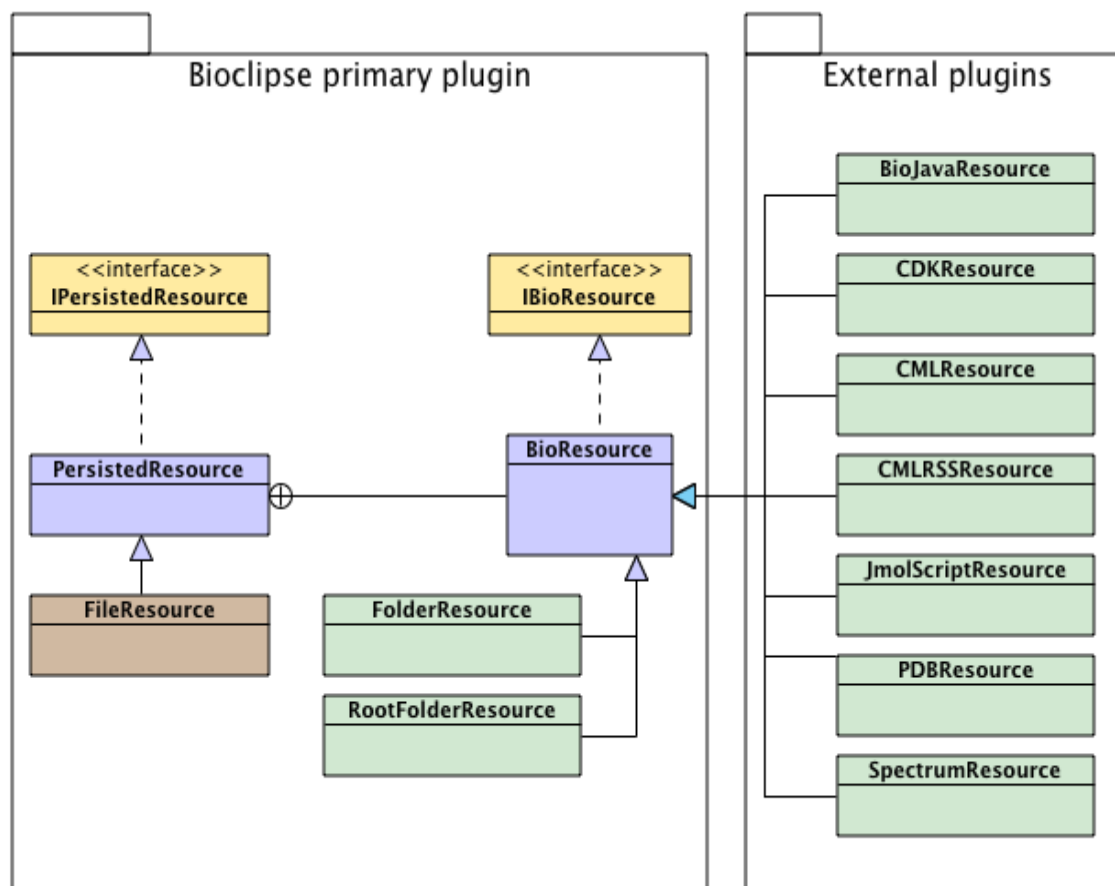 Bioclipse primary plugin
<<interface>>
IPersistedResource
<<interface>>
IBioResource
PersistedResource
BioResource
FileResource
FolderResource
RootFolderResource
External plugins
BioJavaResource
CDKResource
CMLResource
CMLRSSResource
JmolScriptResource
PDBResource
SpectrumResource